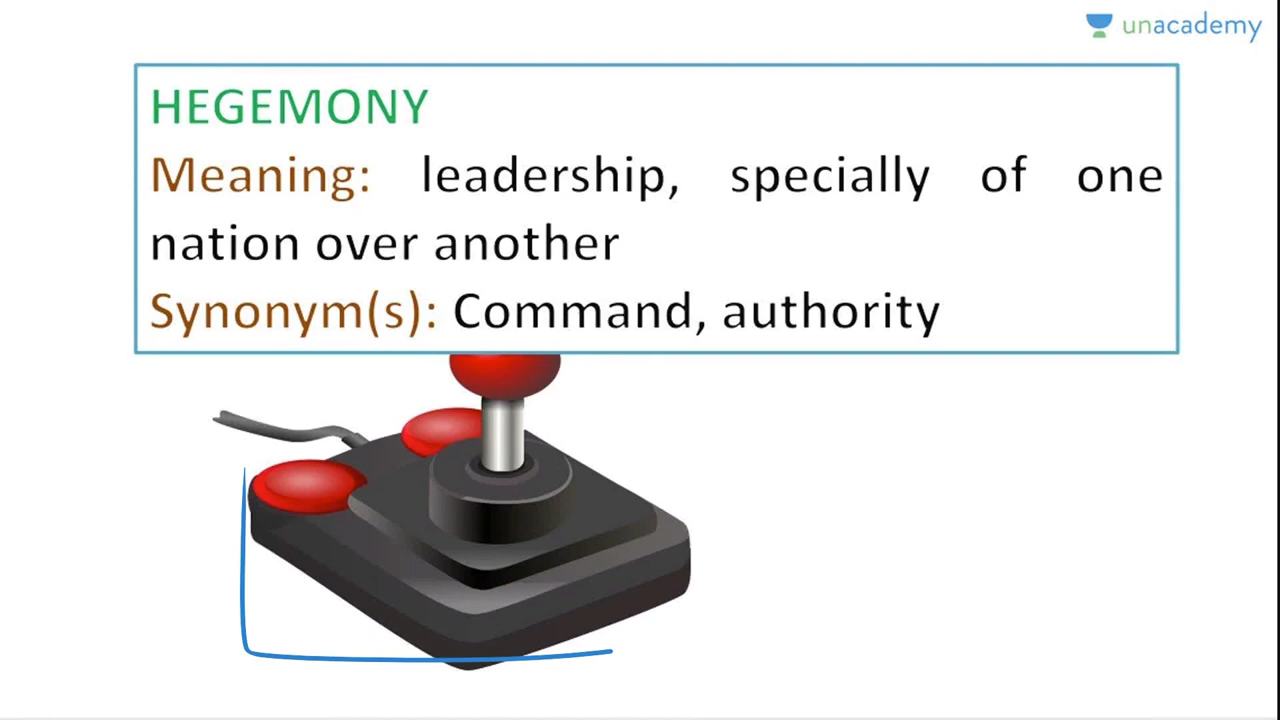 unacademy
HEGEMONY
Meaning: leadership, specially of one
nation over another
Synonym(s): Command, authority